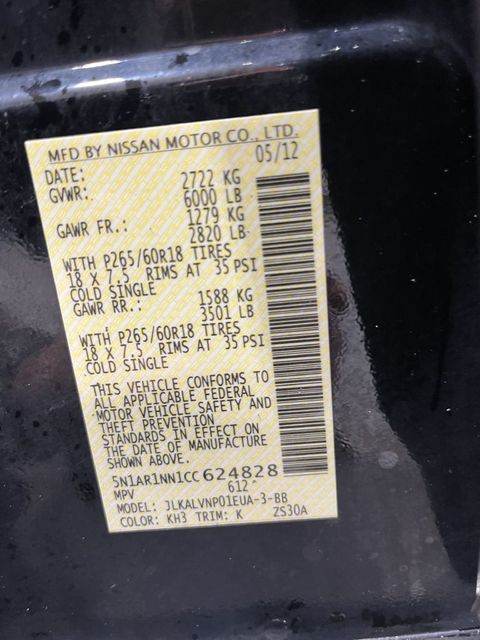 MFD BY NISSAN MOTOR CO., LTD.
DATE: 05/12
GVWR: 2722 KG
6000 LB
GAWR FR.: 1279 KG
2820 LB
WITH P265/60R18 TIRES
18 X 7.5 RIMS AT 35 PSI
COLD SINGLE
GAWR RR.: 1588 KG
3501 LB
WITH P265/60R18 TIRES
18 X 7.5 RIMS AT 35 PSI
COLD SINGLE
THIS VEHICLE CONFORMS TO
ALL APPLICABLE FEDERAL
MOTOR VEHICLE SAFETY AND
THEFT PREVENTION
STANDARDS IN EFFECT ON
THE DATE OF MANUFACTURE
SHOWN ABOVE.
5N1AR1NN1CC 624828
MPV 612*
MODEL: JLKALVNP01EUA-3-BB
COLOR: KH3 TRIM: K ZS30A